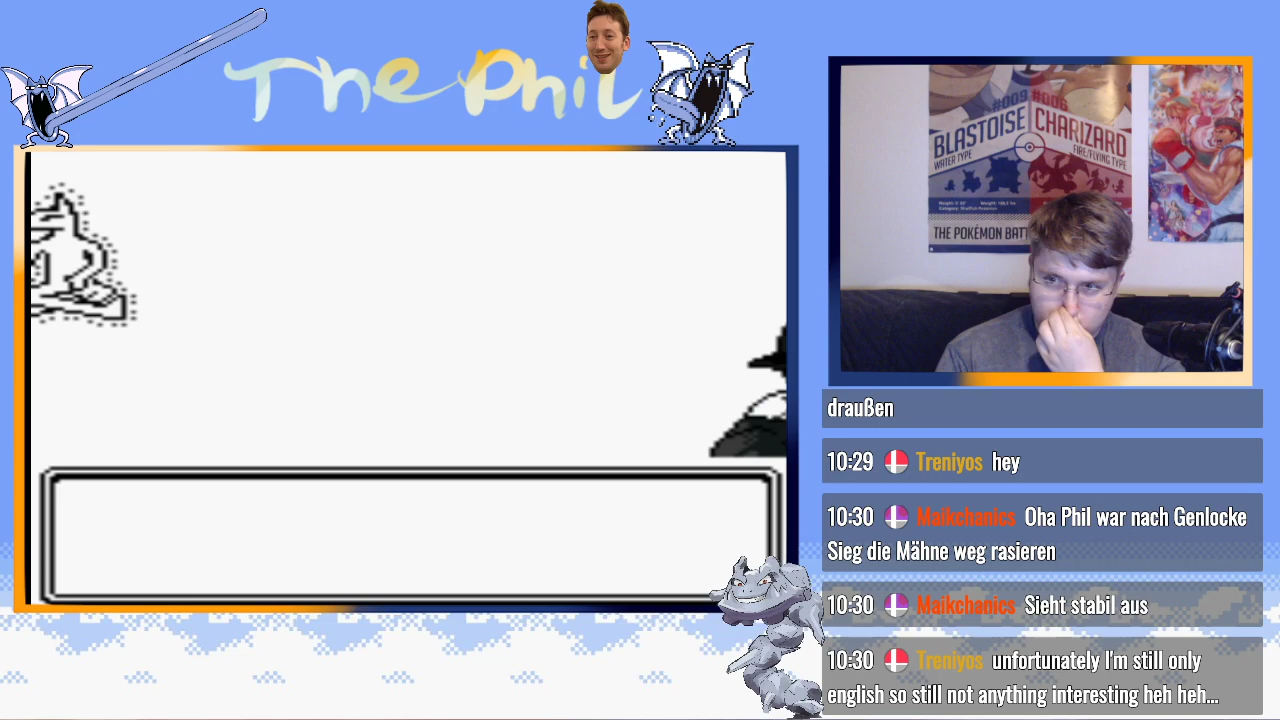 The Phil
#009 #006
BLASTOISE CHARIZARD
WATER TYPE FIRE/FLYING TYPE
THE POKÉMON BATT
draußen
10:29 Treniyos hey
10:30 Maikchanics Oha Phil war nach Genlocke
Sieg die Mähne weg rasieren
10:30 Maikchanics Sieht stabil aus
10:30 Treniyos unfortunately I'm still only
english so still not anything interesting heh heh...